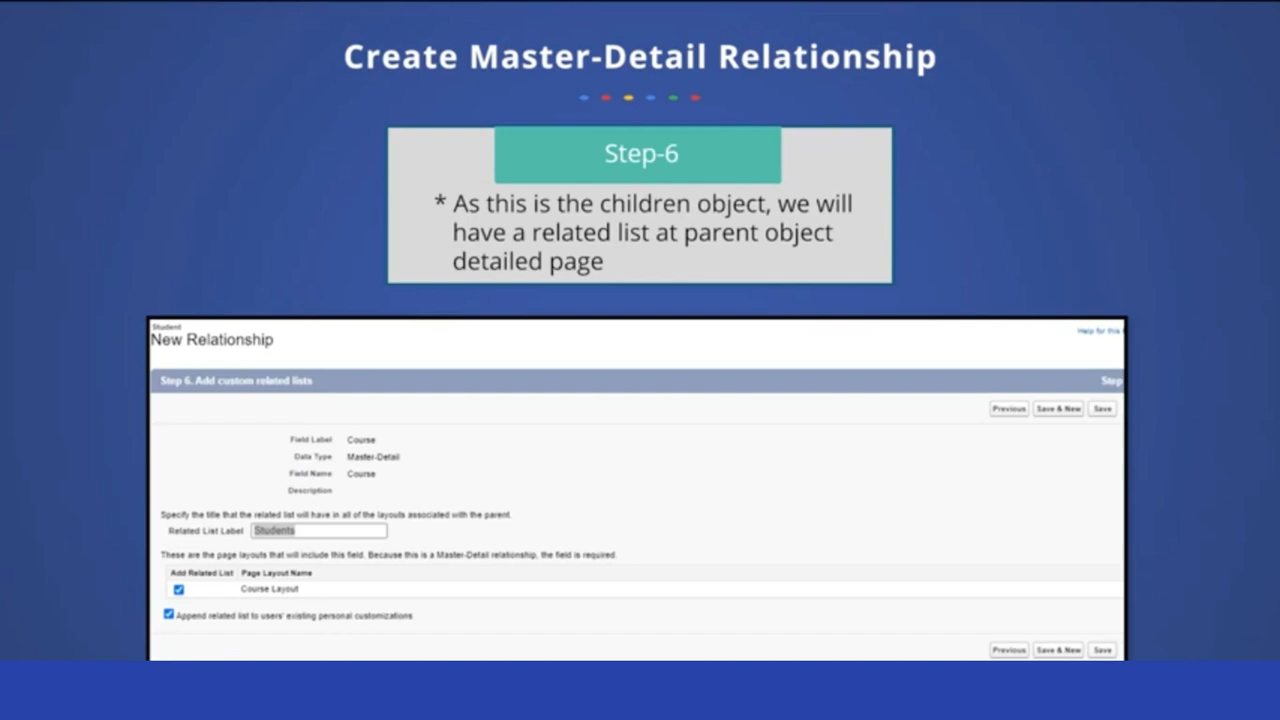 Create Master-Detail Relationship
Step-6
* As this is the children object, we will
have a related list at parent object
detailed page
Student
New Relationship
Help for this
Step 6. Add custom related lists
Step
Previous Save & New Save
Field Label Course
Data Type Master-Detail
Field Name Course
Description
Specify the title that the related list will have in all of the layouts associated with the parent.
Related List Label Students
These are the page layouts that will include this field. Because this is a Master-Detail relationship, the field is required.
Add Related List Page Layout Name
Course Layout
Append related list to users' existing personal customizations
Previous Save & New Save